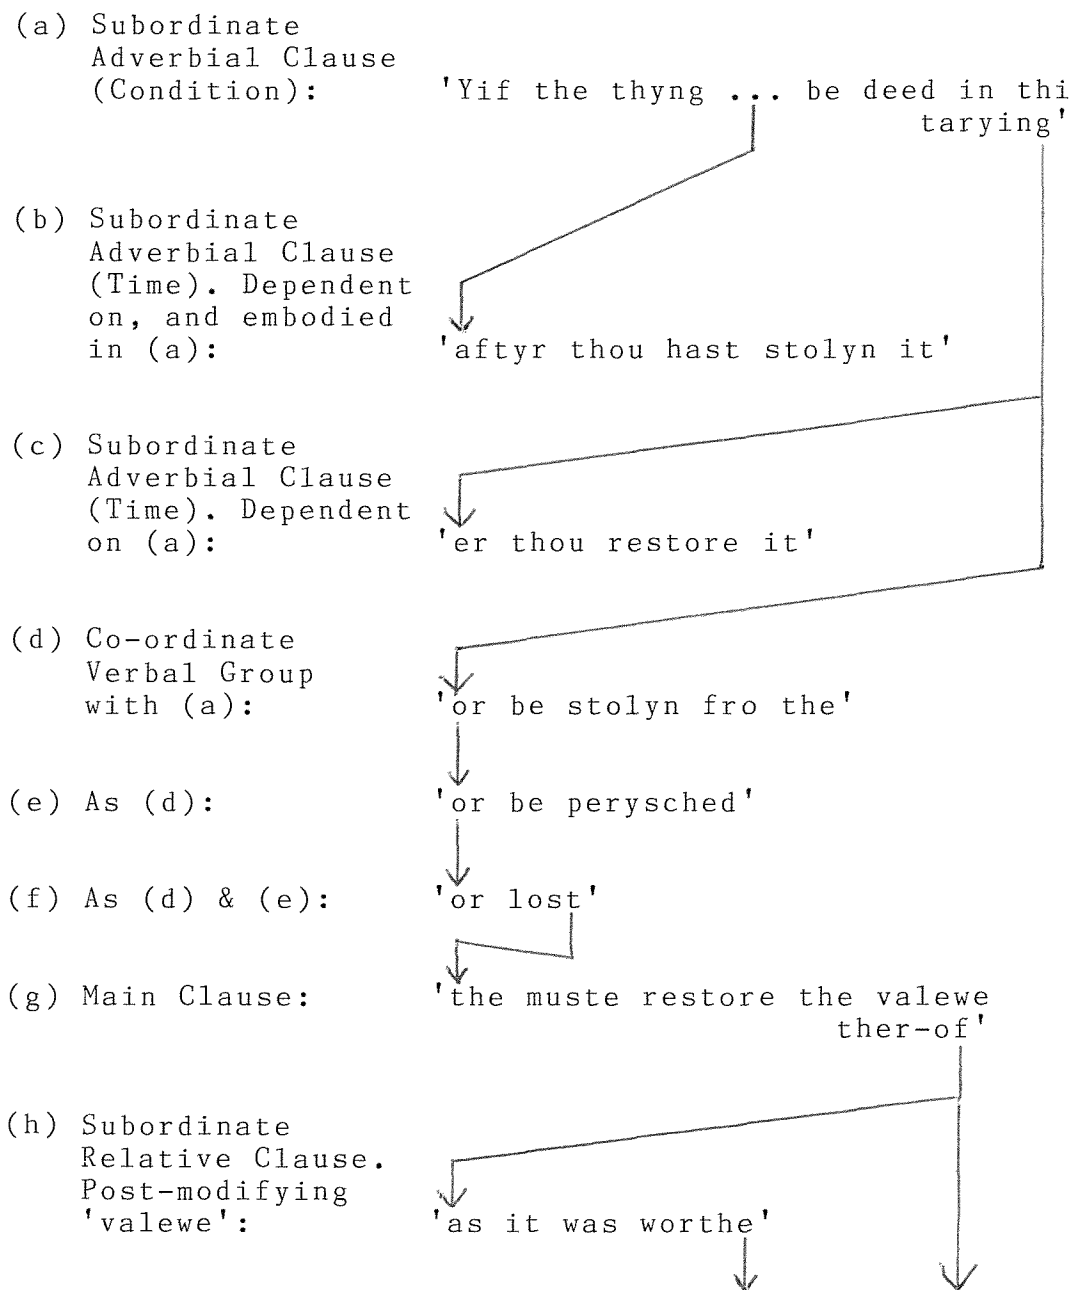 (a) Subordinate
Adverbial Clause
(Condition): 'Yif the thyng ... be deed in thi
tarying'
(b) Subordinate
Adverbial Clause
(Time). Dependent
on, and embodied
in (a): 'aftyr thou hast stolyn it'
(c) Subordinate
Adverbial Clause
(Time). Dependent
on (a): 'er thou restore it'
(d) Co-ordinate
Verbal Group
with (a): 'or be stolyn fro the'
(e) As (d): 'or be perysched'
(f) As (d) & (e): 'or lost'
(g) Main Clause: 'the muste restore the valewe
ther-of'
(h) Subordinate
Relative Clause.
Post-modifying
'valewe': 'as it was worthe'